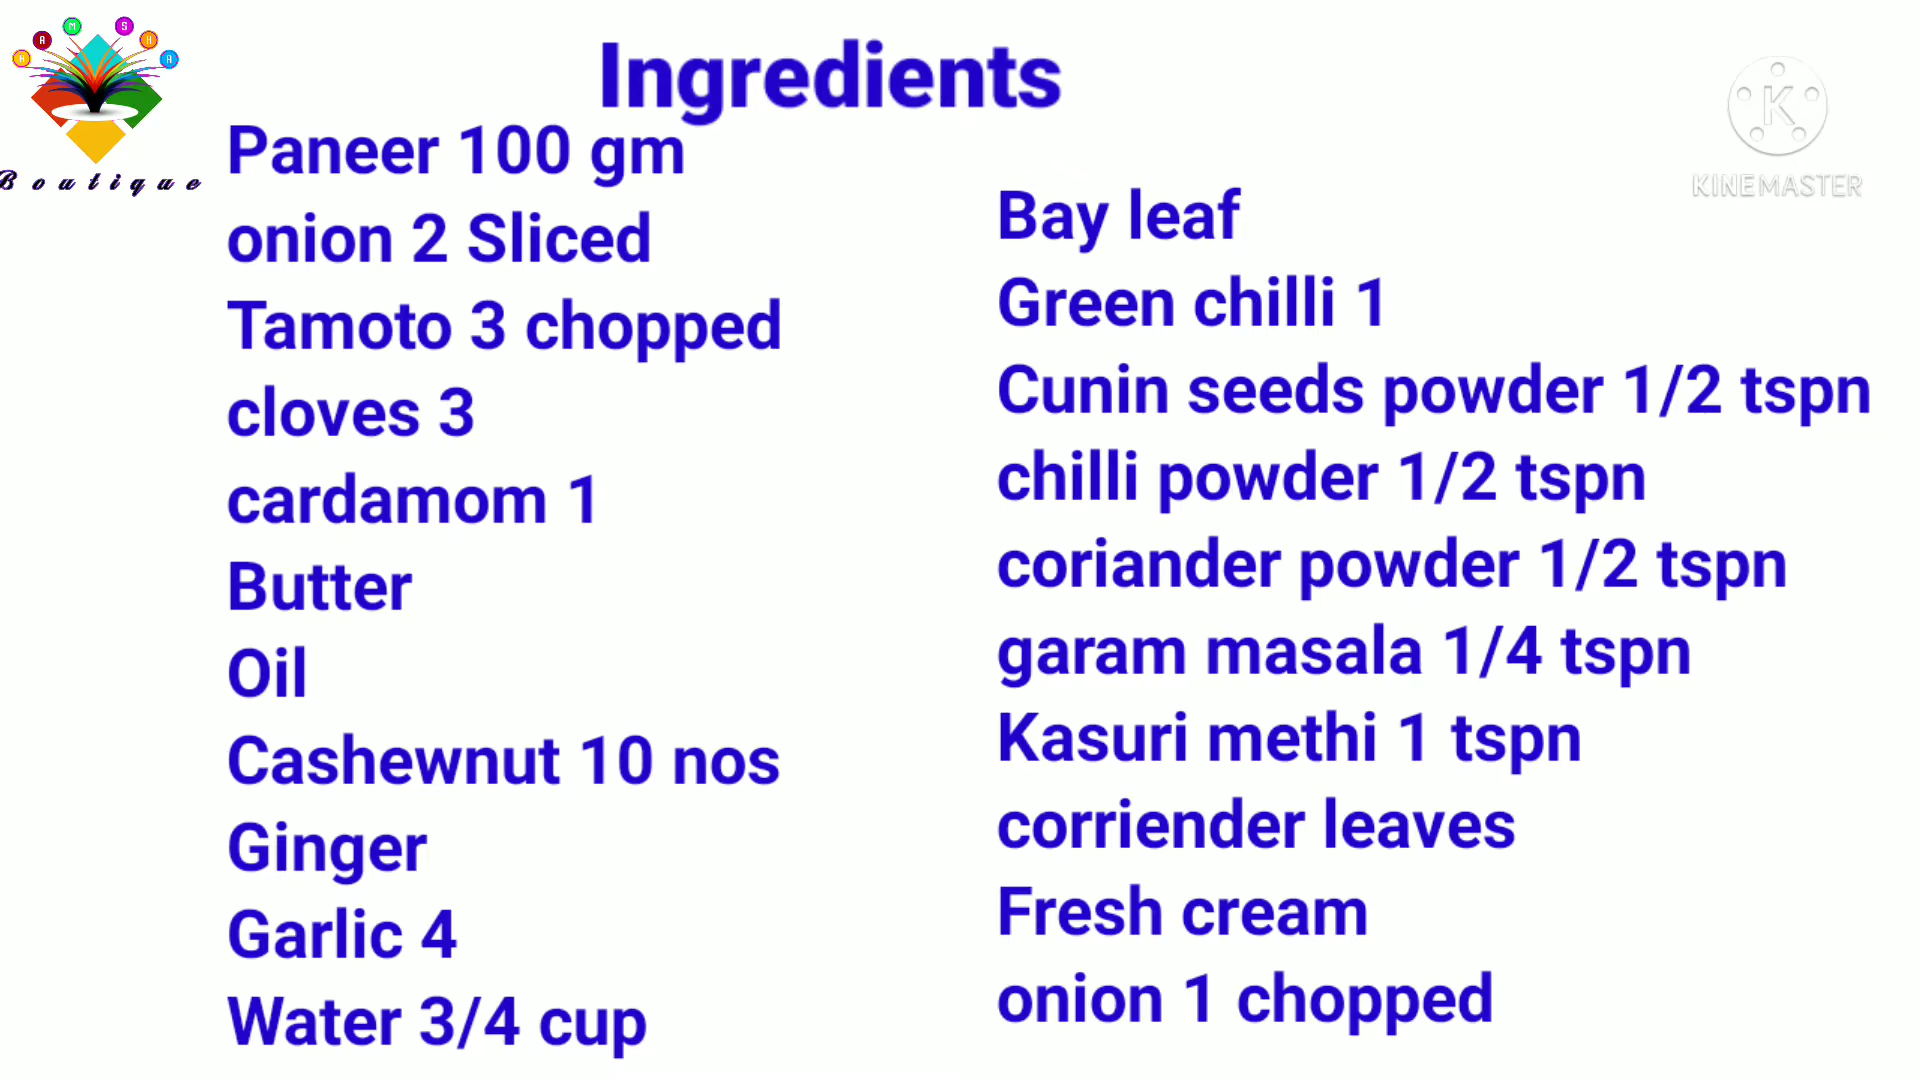 Ingredients
Paneer 100 gm
onion 2 Sliced
Tamoto 3 chopped
cloves 3
cardamom 1
Butter
Oil
Cashewnut 10 nos
Ginger
Garlic 4
Water 3/4 cup
Bay leaf
Green chilli 1
Cunin seeds powder 1/2 tspn
chilli powder 1/2 tspn
coriander powder 1/2 tspn
garam masala 1/4 tspn
Kasuri methi 1 tspn
corriender leaves
Fresh cream
onion 1 chopped
Boutique
K
KINEMASTER